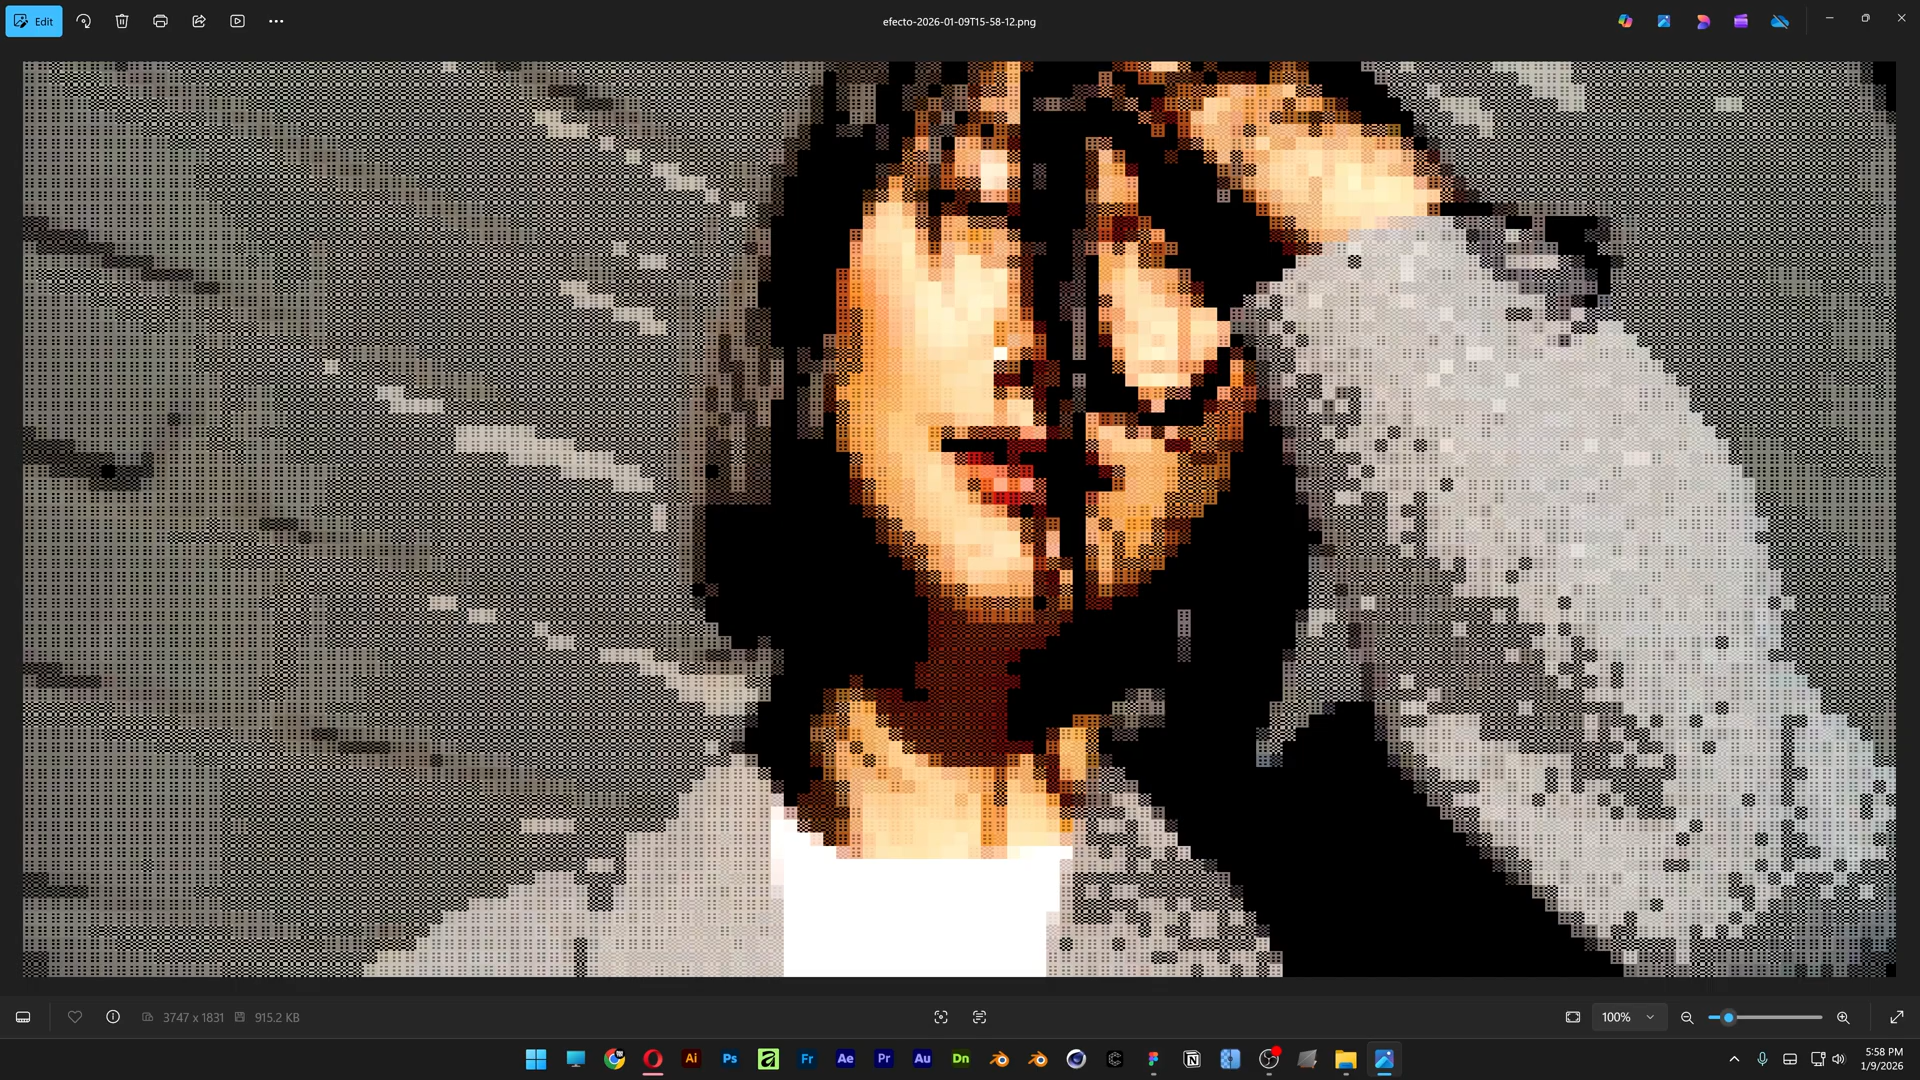 Edit
efecto-2026-01-09T15-58-12.png
3747 x 1831
915.2 KB
100%
Ai
Ps
Fr
Ae
Pr
Au
Dn
5:58 PM
1/9/2026